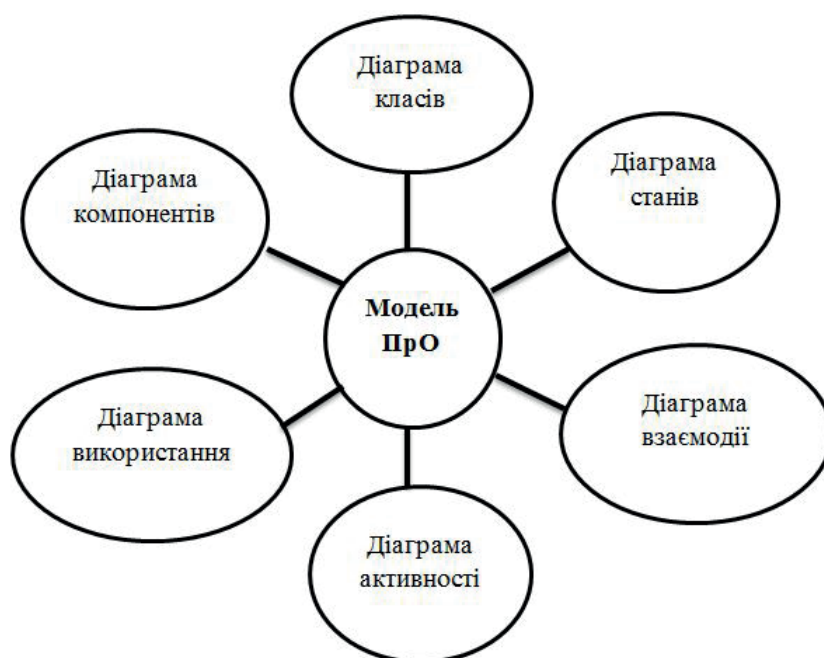 Діаграма
класів
Діаграма
станів
Діаграма
компонентів
Модель
ПрО
Діаграма
взаємодії
Діаграма
використання
Діаграма
активності